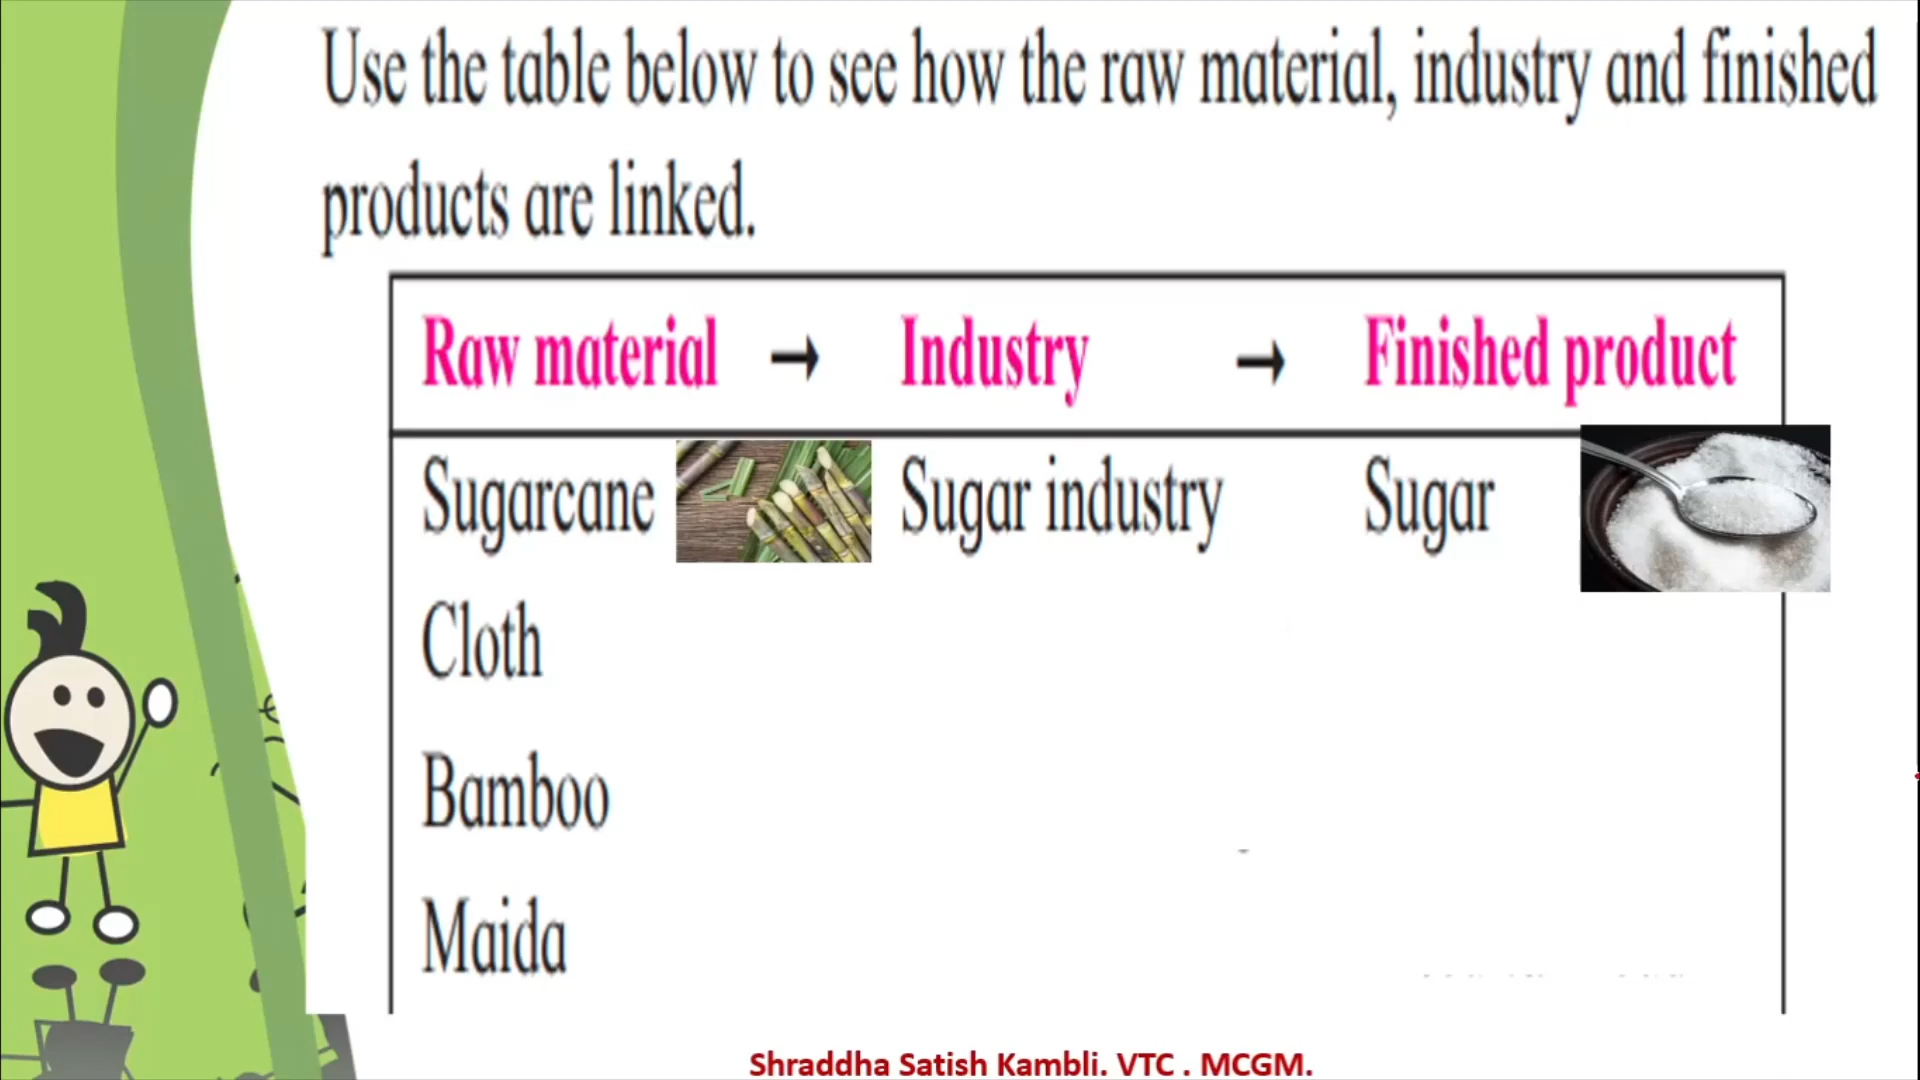 Use the table below to see how the raw material, industry and finished
products are linked.
Raw material → Industry → Finished product
Sugarcane Sugar industry Sugar
Cloth
Bamboo
Maida
Shraddha Satish Kambli. VTC . MCGM.